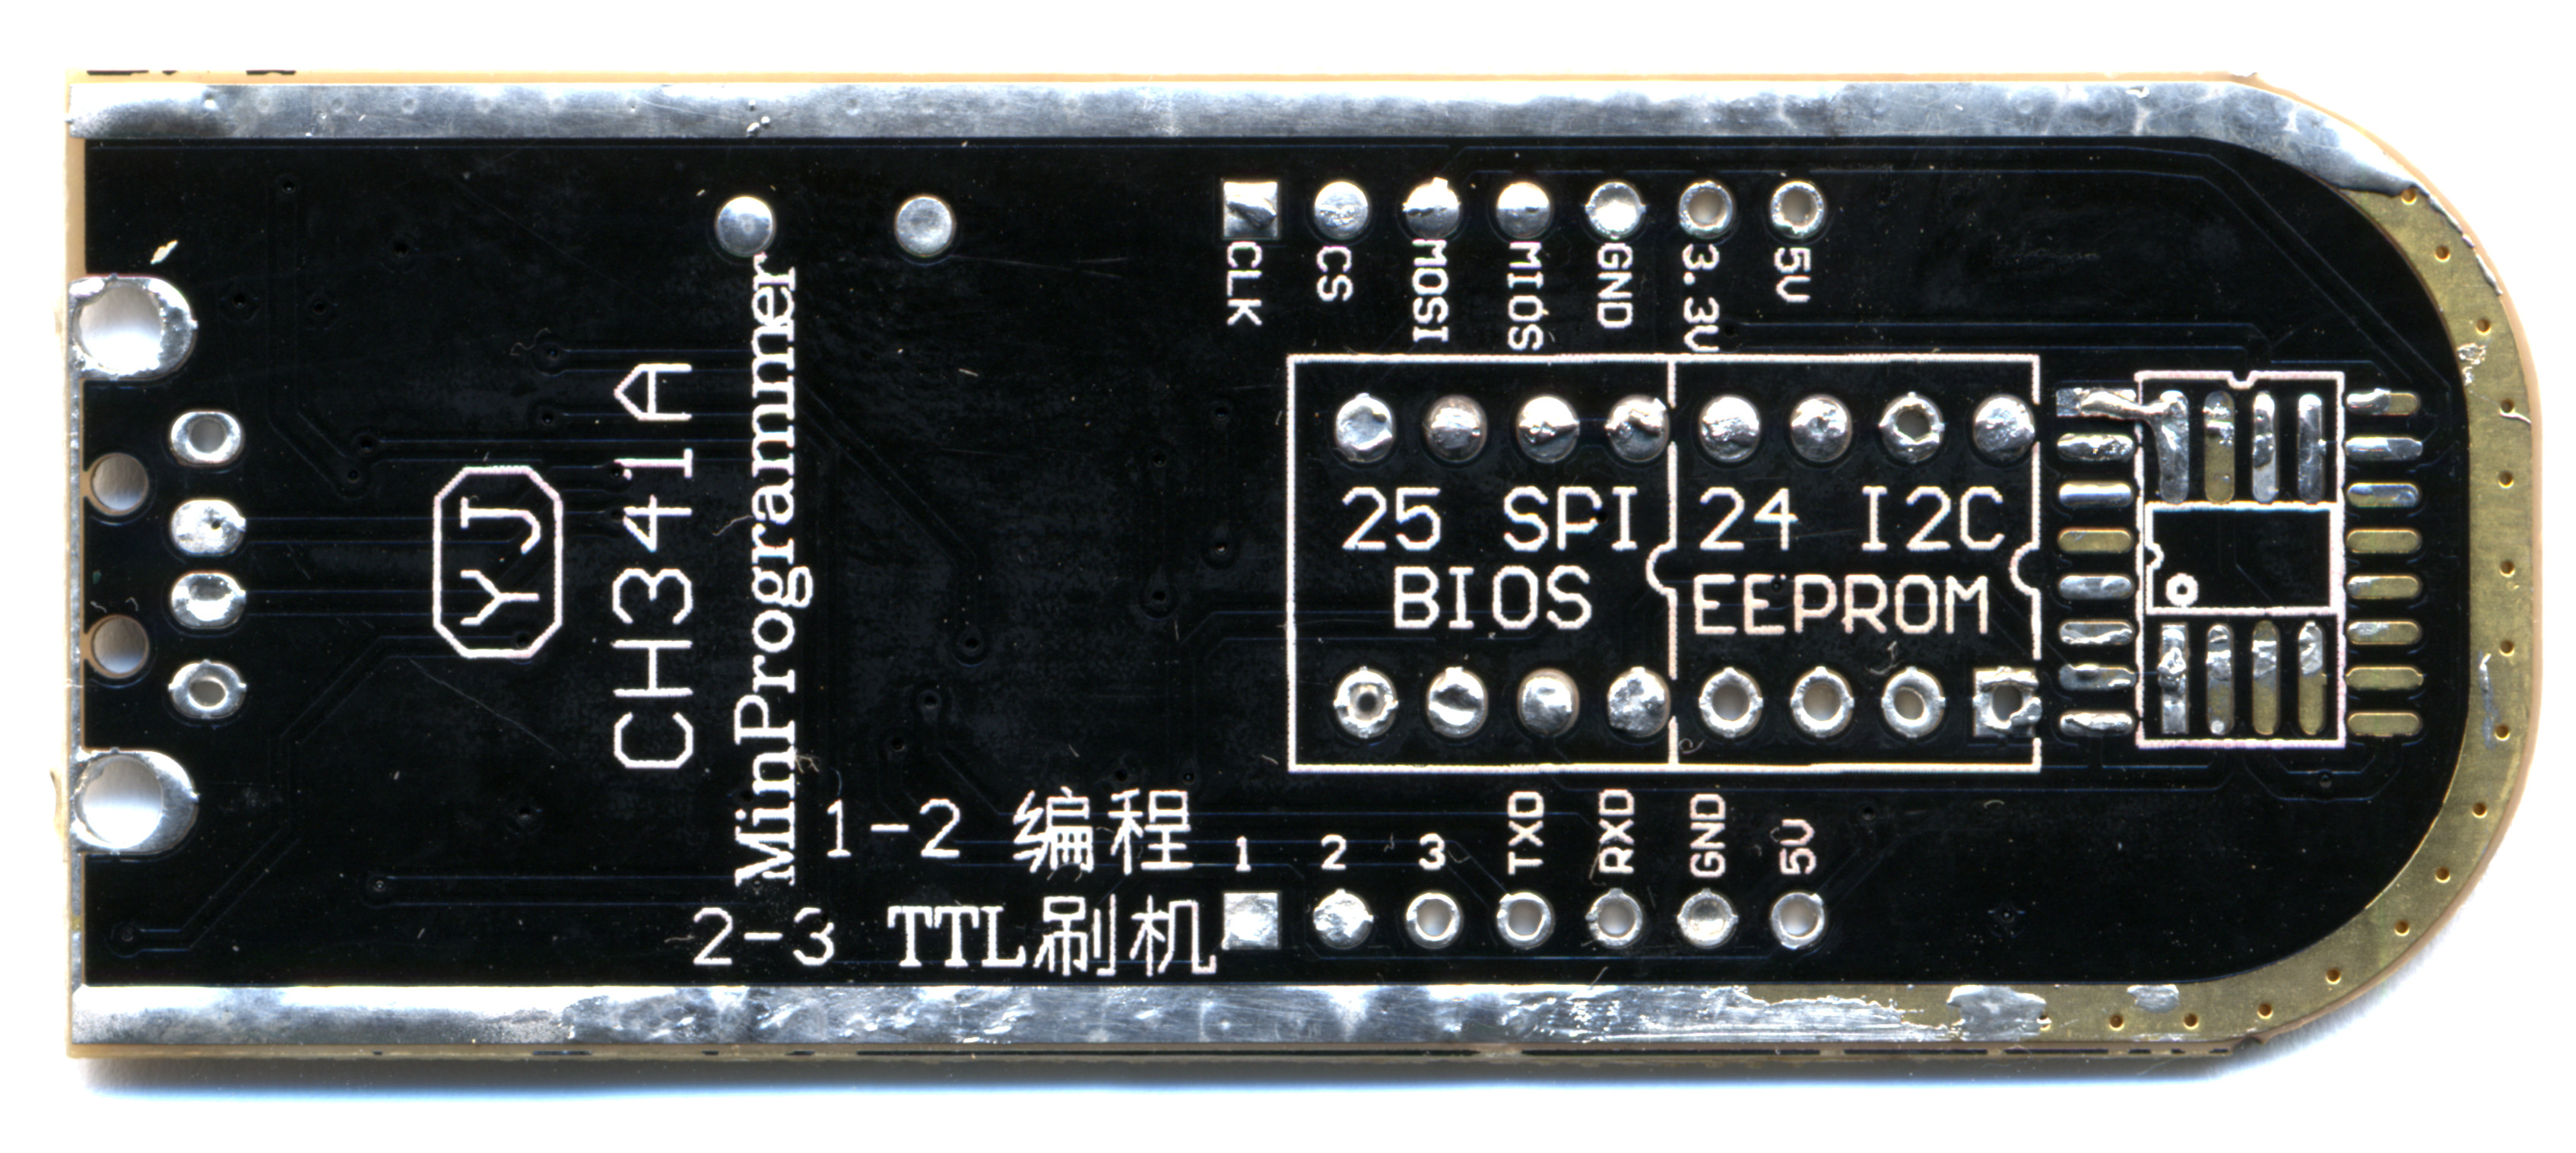 YJ
CH341A
MinProgrammer
CLK
CS
MOSI
MIOS
GND
3.3V
5V
25 SPI
BIOS
24 I2C
EEPROM
1-2 编程
2-3 TTL刷机
1
2
3
TXD
RXD
GND
5V